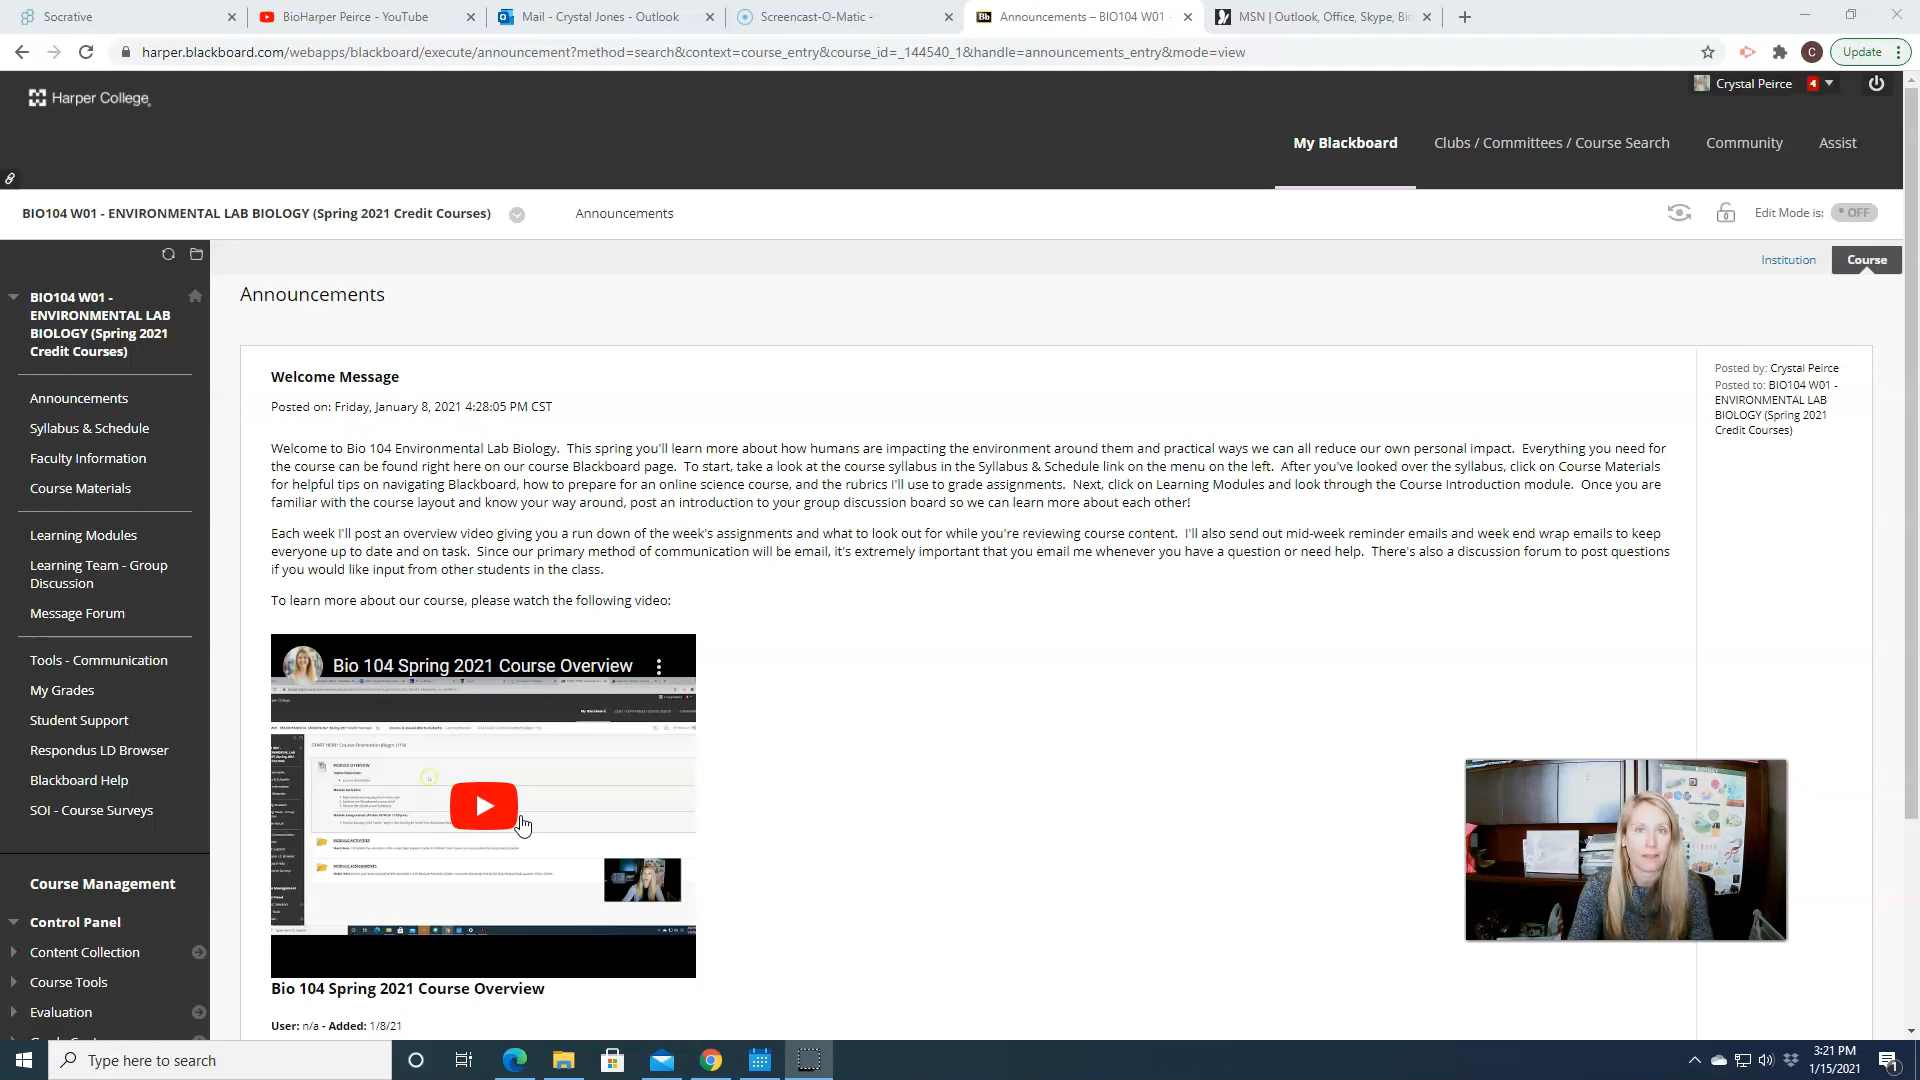 Socrative
BioHarper Peirce - YouTube
Mail - Crystal Jones - Outlook
Screencast-O-Matic -
Announcements – BIO104 W01 -
MSN | Outlook, Office, Skype, Bin
harper.blackboard.com/webapps/blackboard/execute/announcement?method=search&context=course_entry&course_id=_144540_1&handle=announcements_entry&mode=view
C
Update
Harper College
Crystal Peirce
4
My Blackboard
Clubs / Committees / Course Search
Community
Assist
BIO104 W01 - ENVIRONMENTAL LAB BIOLOGY (Spring 2021 Credit Courses)
Announcements
Edit Mode is:
OFF
Institution
Course
BIO104 W01 -
ENVIRONMENTAL LAB
BIOLOGY (Spring 2021
Credit Courses)
Announcements
Syllabus & Schedule
Faculty Information
Course Materials
Learning Modules
Learning Team - Group
Discussion
Message Forum
Tools - Communication
My Grades
Student Support
Respondus LD Browser
Blackboard Help
SOI - Course Surveys
Course Management
Control Panel
Content Collection
Course Tools
Evaluation
Announcements
Welcome Message
Posted on: Friday, January 8, 2021 4:28:05 PM CST
Welcome to Bio 104 Environmental Lab Biology.  This spring you'll learn more about how humans are impacting the environment around them and practical ways we can all reduce our own personal impact.  Everything you need for
the course can be found right here on our course Blackboard page.  To start, take a look at the course syllabus in the Syllabus & Schedule link on the menu on the left.  After you've looked over the syllabus, click on Course Materials
for helpful tips on navigating Blackboard, how to prepare for an online science course, and the rubrics I'll use to grade assignments.  Next, click on Learning Modules and look through the Course Introduction module.  Once you are
familiar with the course layout and know your way around, post an introduction to your group discussion board so we can learn more about each other!
Each week I'll post an overview video giving you a run down of the week's assignments and what to look out for while you're reviewing course content.  I'll also send out mid-week reminder emails and week end wrap emails to keep
everyone up to date and on task.  Since our primary method of communication will be email, it's extremely important that you email me whenever you have a question or need help.  There's also a discussion forum to post questions
if you would like input from other students in the class.
To learn more about our course, please watch the following video:
Bio 104 Spring 2021 Course Overview
MODULE OVERVIEW
MODULE ACTIVITIES
MODULE ASSIGNMENTS
Bio 104 Spring 2021 Course Overview
User: n/a - Added: 1/8/21
Posted by: Crystal Peirce
Posted to: BIO104 W01 -
ENVIRONMENTAL LAB
BIOLOGY (Spring 2021
Credit Courses)
Type here to search
3:21 PM
1/15/2021
1